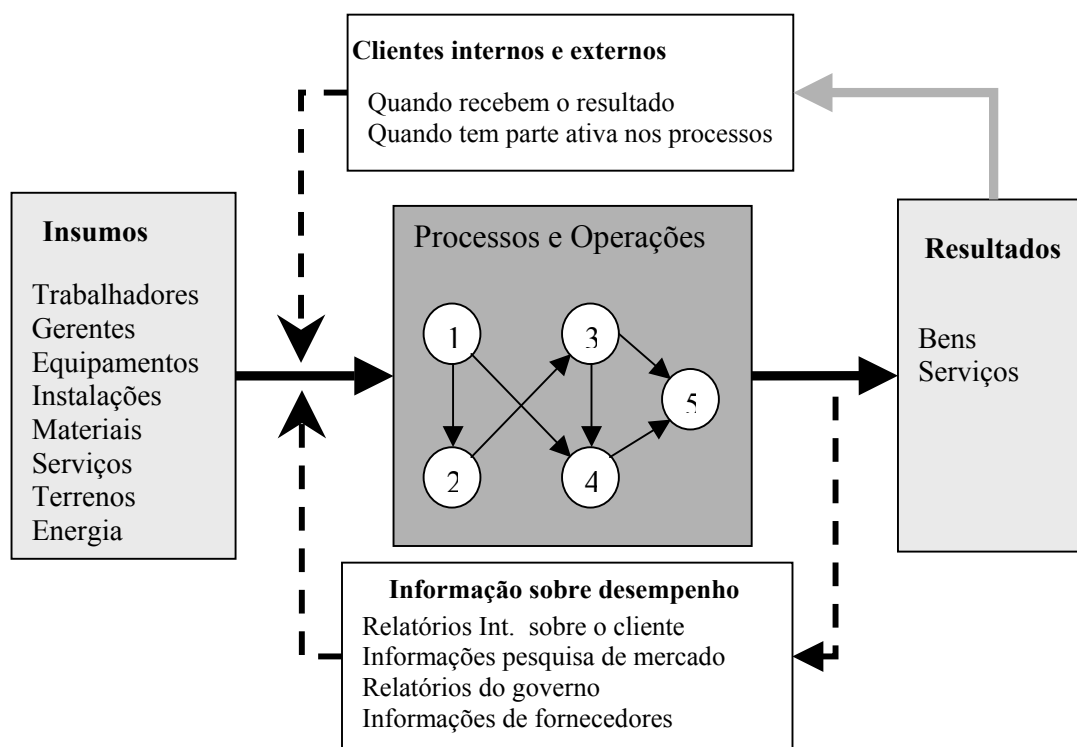 Clientes internos e externos
Quando recebem o resultado
Quando tem parte ativa nos processos
Insumos
Trabalhadores
Gerentes
Equipamentos
Instalações
Materiais
Serviços
Terrenos
Energia
Processos e Operações
1
3
5
2
4
Resultados
Bens
Serviços
Informação sobre desempenho
Relatórios Int. sobre o cliente
Informações pesquisa de mercado
Relatórios do governo
Informações de fornecedores